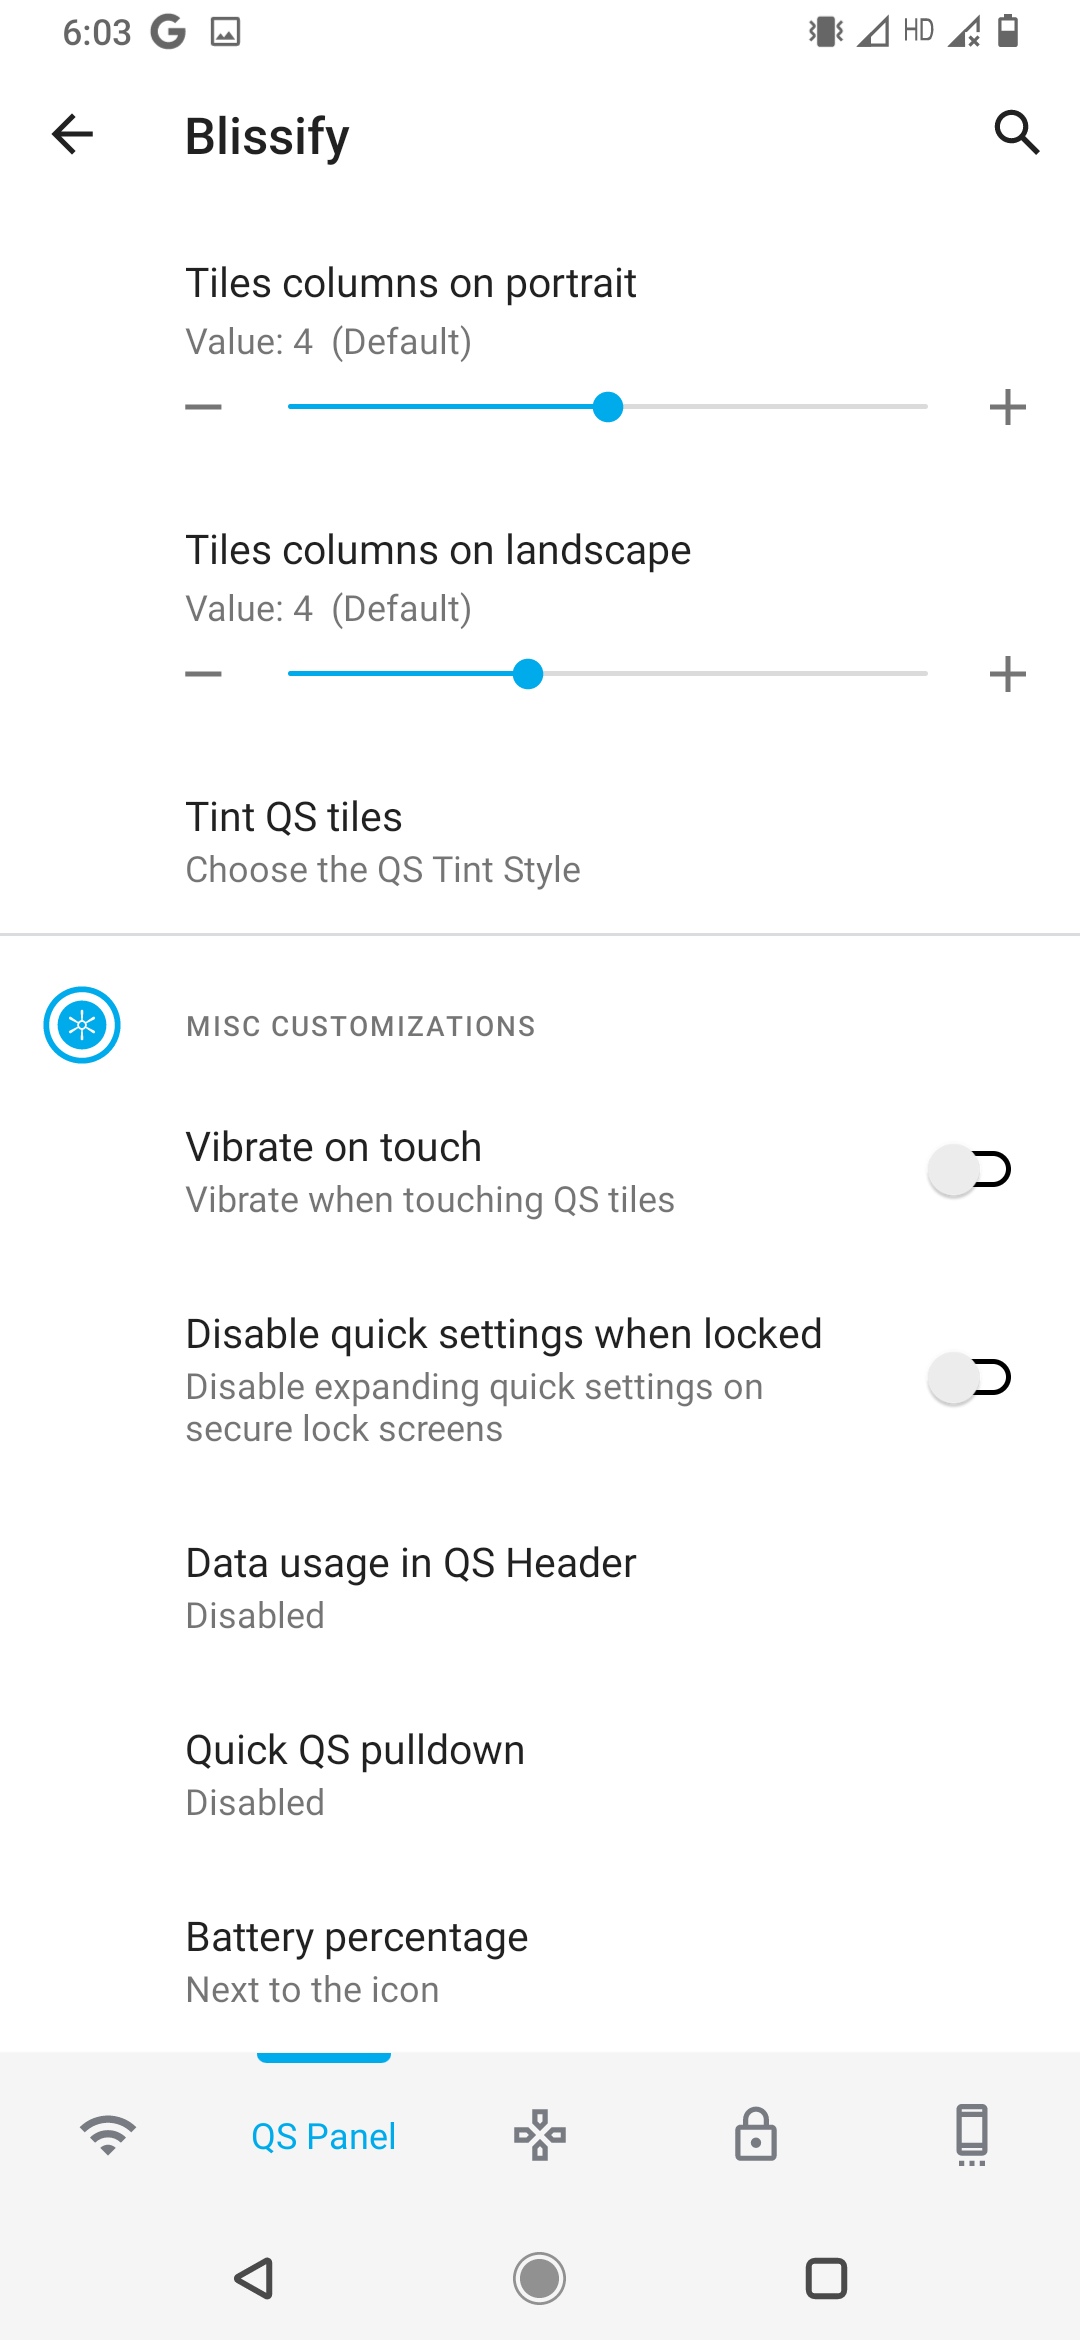 6:03 G HD
Blissify
Tiles columns on portrait
Value: 4 (Default)
Tiles columns on landscape
Value: 4 (Default)
Tint QS tiles
Choose the QS Tint Style
MISC CUSTOMIZATIONS
Vibrate on touch
Vibrate when touching QS tiles
Disable quick settings when locked
Disable expanding quick settings on
secure lock screens
Data usage in QS Header
Disabled
Quick QS pulldown
Disabled
Battery percentage
Next to the icon
QS Panel